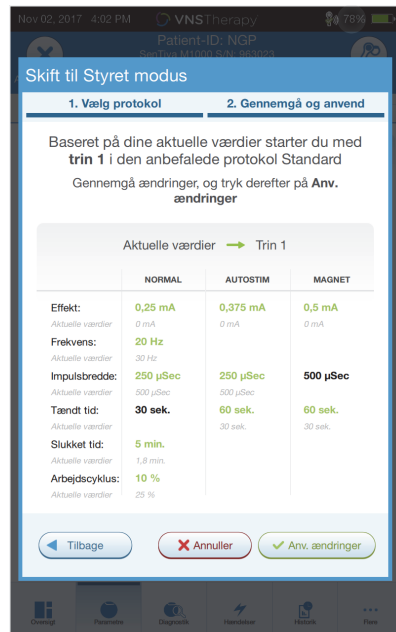 Nov 02, 2017 4:02 PM VNSTherapy 78%
Patient-ID: NGP
SenTiva M1000 S/N: 963023
Skift til Styret modus
1. Vælg protokol 2. Gennemgå og anvend
Baseret på dine aktuelle værdier starter du med
trin 1 i den anbefalede protokol Standard
Gennemgå ændringer, og tryk derefter på Anv.
ændringer
Aktuelle værdier → Trin 1
NORMAL AUTOSTIM MAGNET
Effekt: 0,25 mA 0,375 mA 0,5 mA
Aktuelle værdier 0 mA 0 mA 0 mA
Frekvens: 20 Hz
Aktuelle værdier 30 Hz
Impulsbredde: 250 µSec 250 µSec 500 µSec
Aktuelle værdier 500 µSec 500 µSec
Tændt tid: 30 sek. 60 sek. 60 sek.
Aktuelle værdier 30 sek. 30 sek.
Slukket tid: 5 min.
Aktuelle værdier 1,8 min.
Arbejdscyklus: 10 %
Aktuelle værdier 25 %
Tilbage Annuller Anv. ændringer
Oversigt Parametre Diagnostik Hændelser Historik Flere